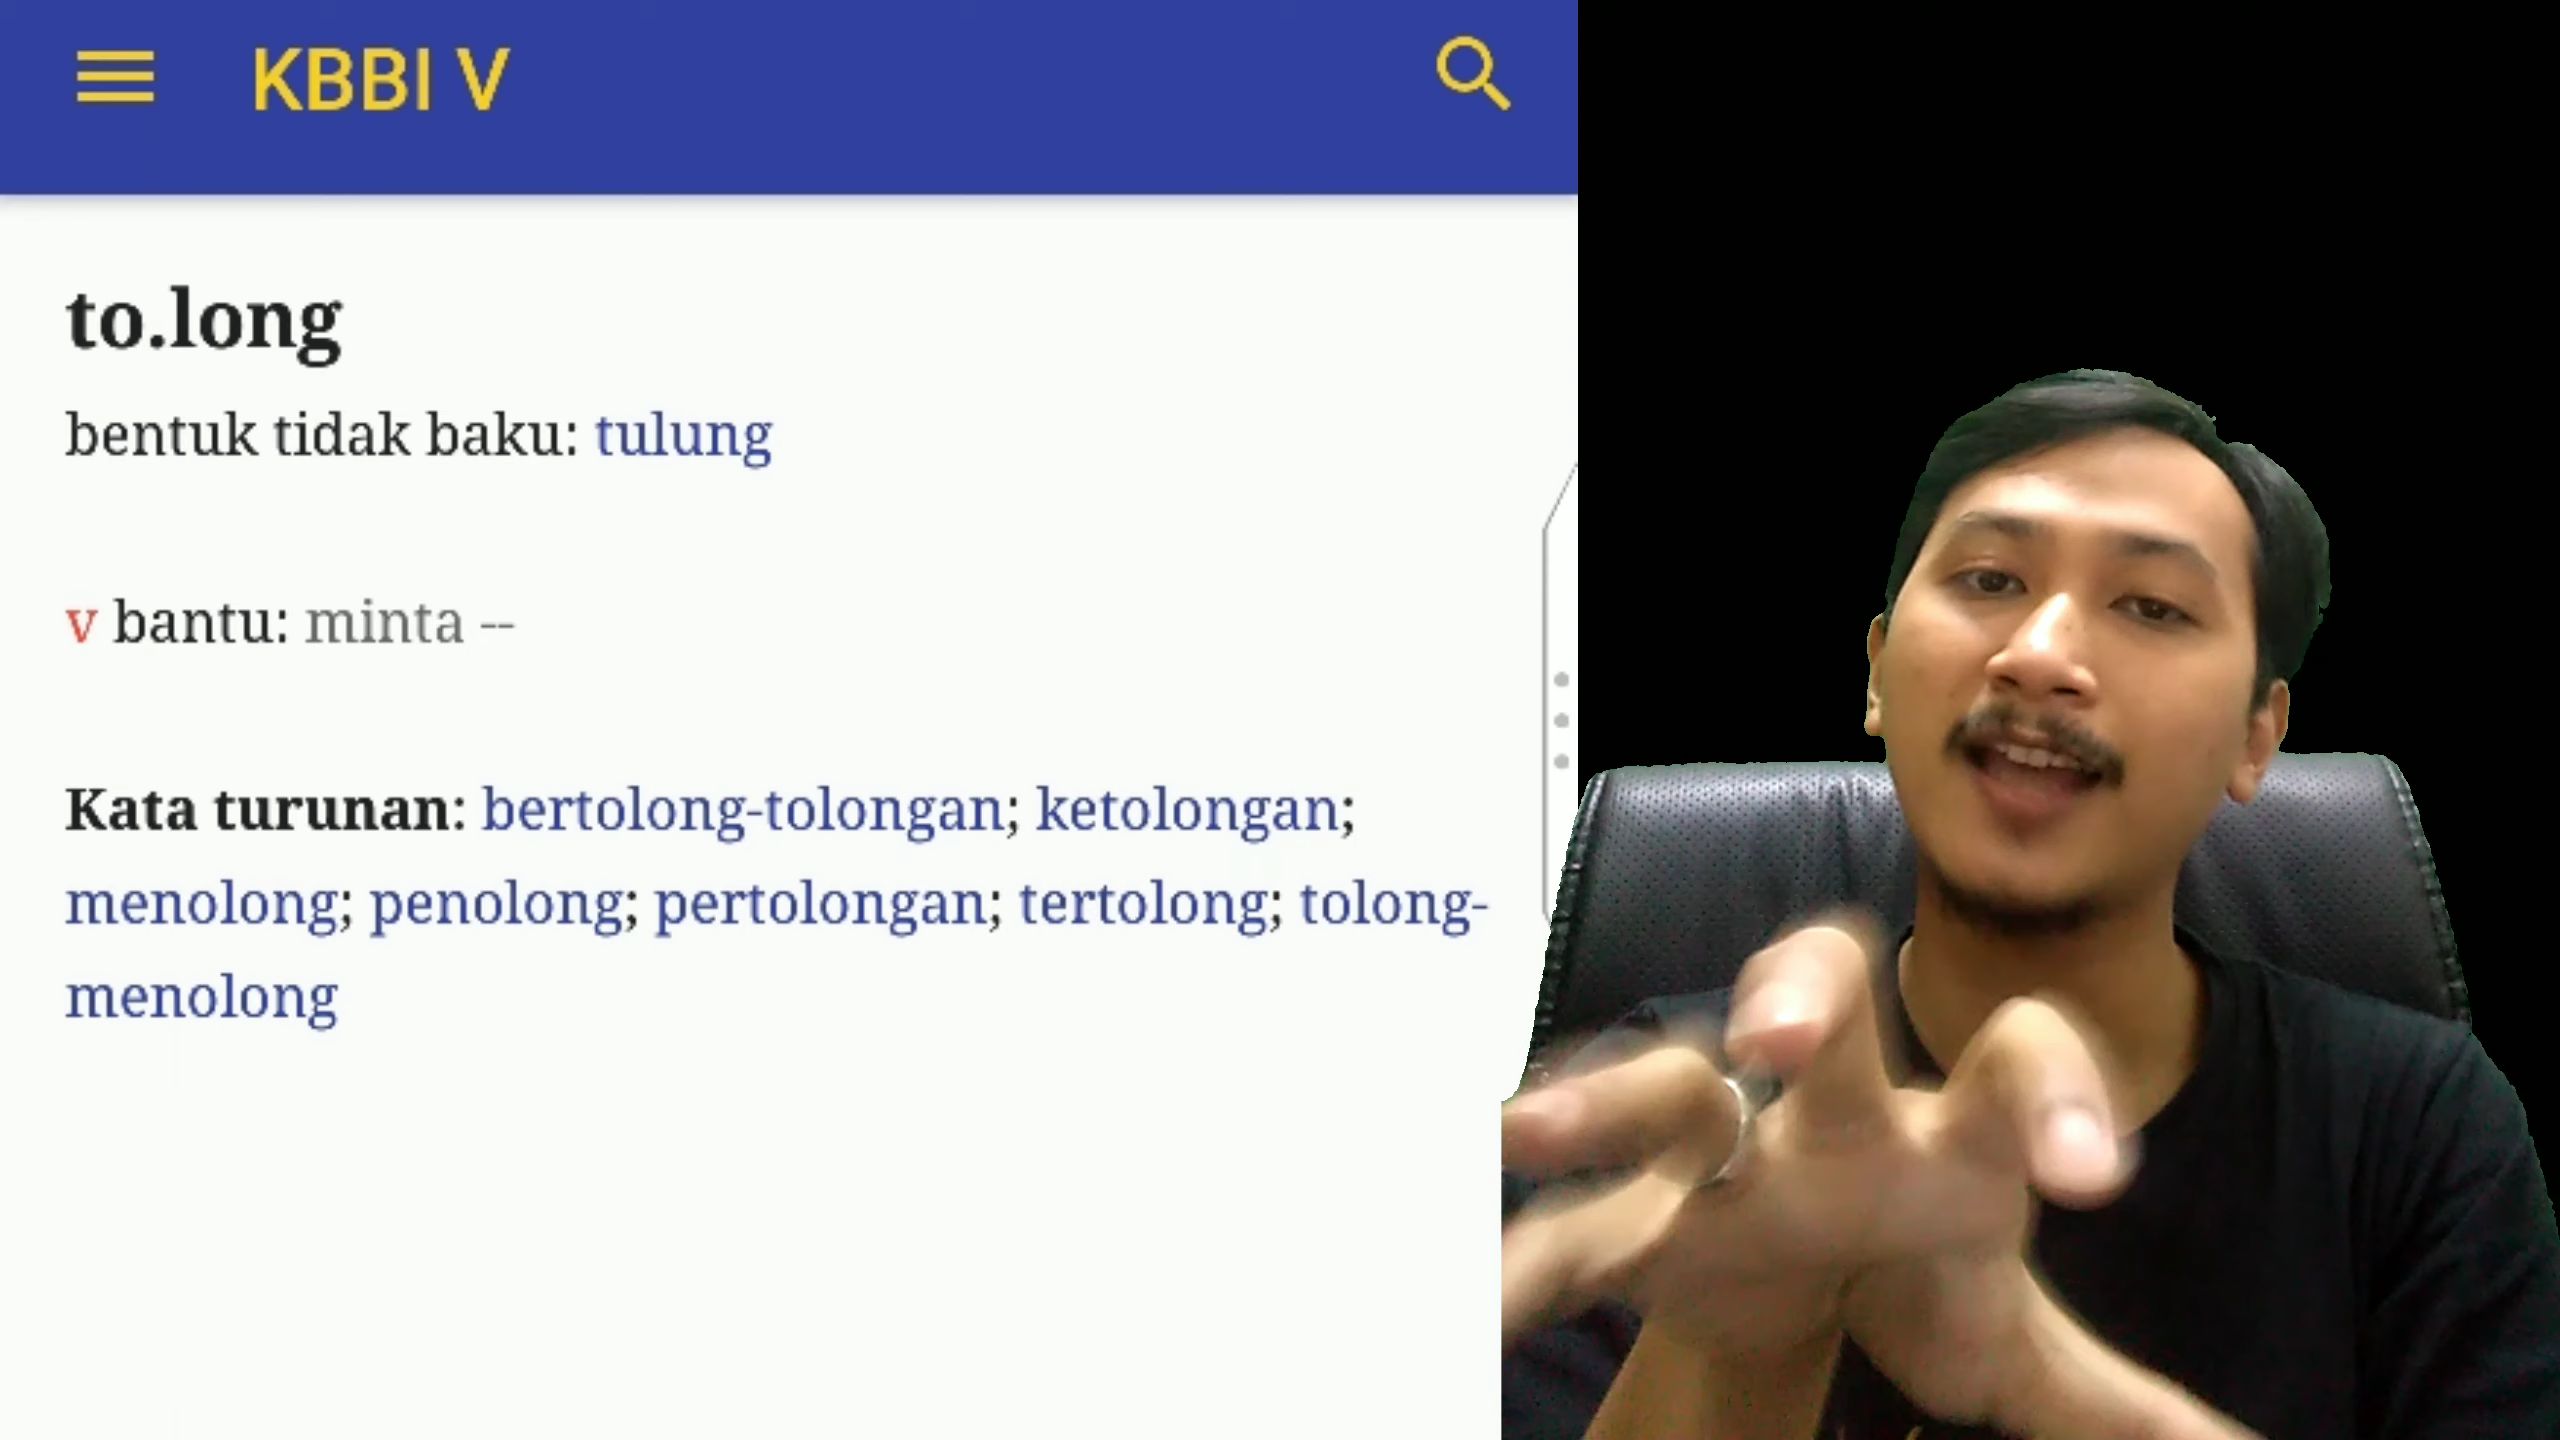 KBBI V
to.long
bentuk tidak baku: tulung
v bantu: minta --
Kata turunan: bertolong-tolongan; ketolongan;
menolong; penolong; pertolongan; tertolong; tolong-
menolong